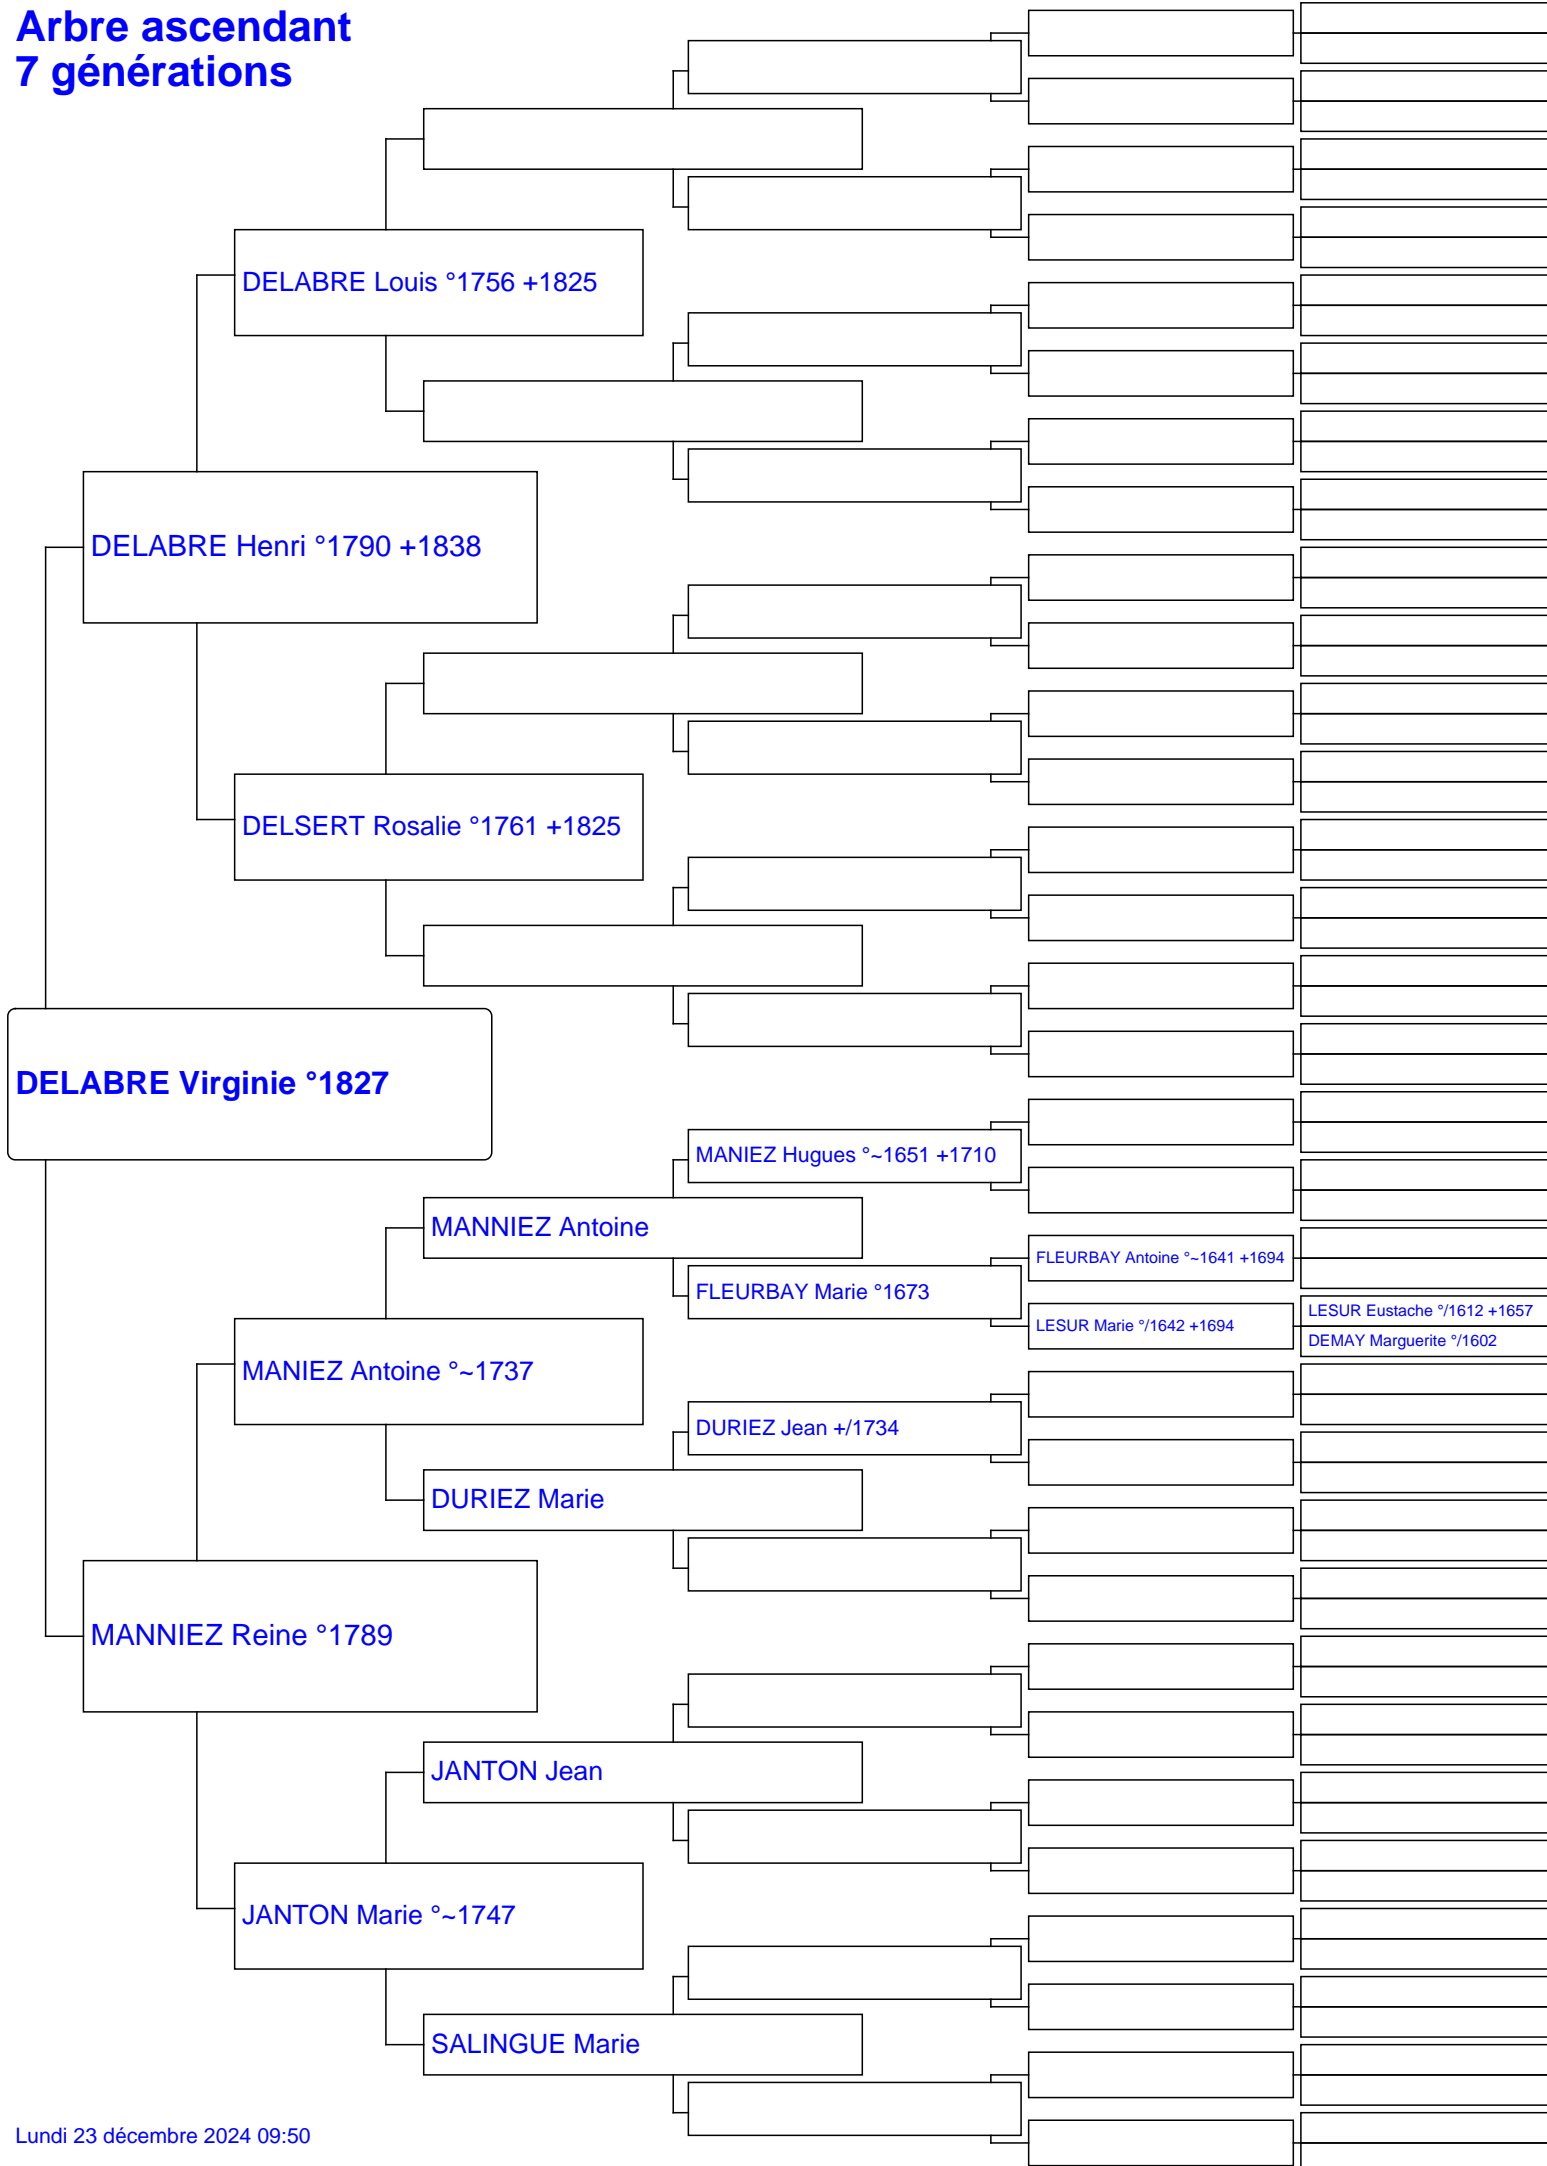 Arbre ascendant
7 générations
DELABRE Louis °1756 +1825
DELABRE Henri °1790 +1838
DELSERT Rosalie °1761 +1825
DELABRE Virginie °1827
MANIEZ Hugues °~1651 +1710
MANNIEZ Antoine
FLEURBAY Antoine °~1641 +1694
FLEURBAY Marie °1673
LESUR Eustache °/1612 +1657
LESUR Marie °/1642 +1694
DEMAY Marguerite °/1602
MANIEZ Antoine °~1737
DURIEZ Jean +/1734
DURIEZ Marie
MANNIEZ Reine °1789
JANTON Jean
JANTON Marie °~1747
SALINGUE Marie
Lundi 23 décembre 2024 09:50